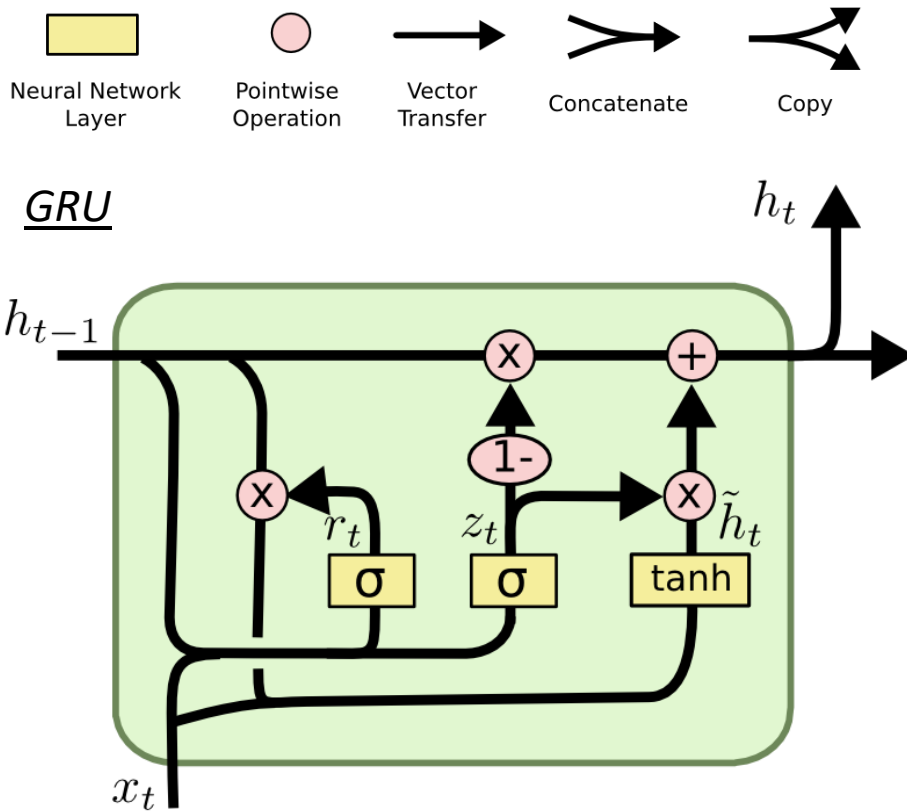 Neural Network
Layer
Pointwise
Operation
Vector
Transfer
Concatenate
Copy
GRU
h_t
h_{t-1}
x
+
1-
x
x
r_t
z_t
h̃_t
σ
σ
tanh
x_t